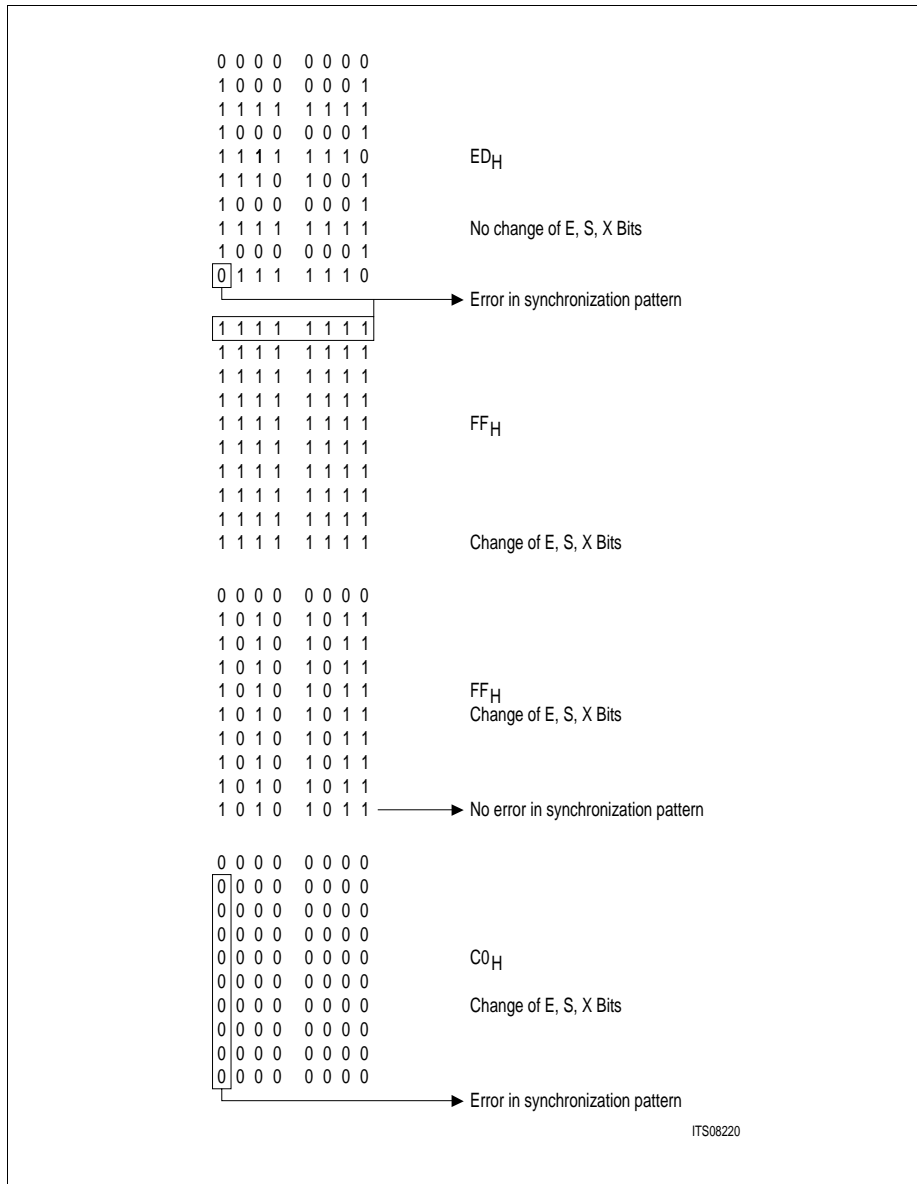 0 0 0 0 0 0 0 0
1 0 0 0 0 0 0 1
1 1 1 1 1 1 1 1
1 0 0 0 0 0 0 1
1 1 1 1 1 1 1 0 EDH
1 1 1 0 1 0 0 1
1 0 0 0 0 0 0 1
1 1 1 1 1 1 1 1 No change of E, S, X Bits
1 0 0 0 0 0 0 1
0 1 1 1 1 1 1 0
Error in synchronization pattern
1 1 1 1 1 1 1 1
1 1 1 1 1 1 1 1
1 1 1 1 1 1 1 1
1 1 1 1 1 1 1 1
1 1 1 1 1 1 1 1 FFH
1 1 1 1 1 1 1 1
1 1 1 1 1 1 1 1
1 1 1 1 1 1 1 1
1 1 1 1 1 1 1 1
1 1 1 1 1 1 1 1 Change of E, S, X Bits
0 0 0 0 0 0 0 0
1 0 1 0 1 0 1 1
1 0 1 0 1 0 1 1
1 0 1 0 1 0 1 1
1 0 1 0 1 0 1 1 FFH
1 0 1 0 1 0 1 1 Change of E, S, X Bits
1 0 1 0 1 0 1 1
1 0 1 0 1 0 1 1
1 0 1 0 1 0 1 1
1 0 1 0 1 0 1 1 No error in synchronization pattern
0 0 0 0 0 0 0 0
0 0 0 0 0 0 0 0
0 0 0 0 0 0 0 0
0 0 0 0 0 0 0 0
0 0 0 0 0 0 0 0 C0H
0 0 0 0 0 0 0 0
0 0 0 0 0 0 0 0 Change of E, S, X Bits
0 0 0 0 0 0 0 0
0 0 0 0 0 0 0 0
0 0 0 0 0 0 0 0
Error in synchronization pattern
ITS08220